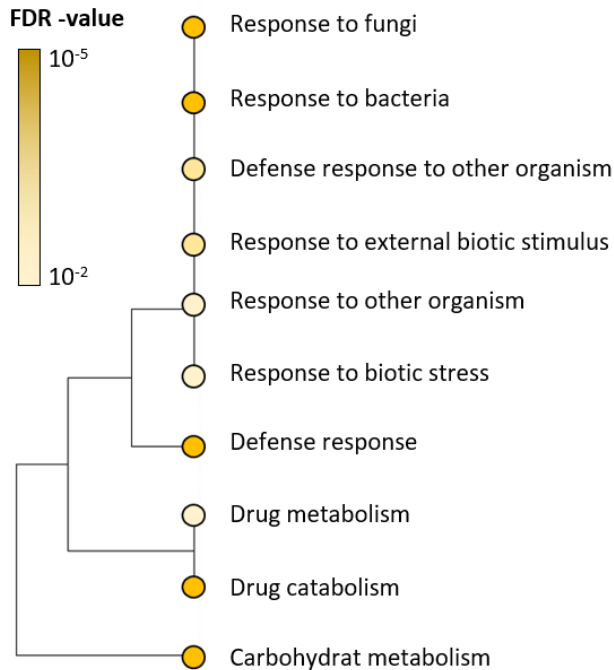 FDR -value
10⁻⁵
10⁻²
Response to fungi
Response to bacteria
Defense response to other organism
Response to external biotic stimulus
Response to other organism
Response to biotic stress
Defense response
Drug metabolism
Drug catabolism
Carbohydrat metabolism